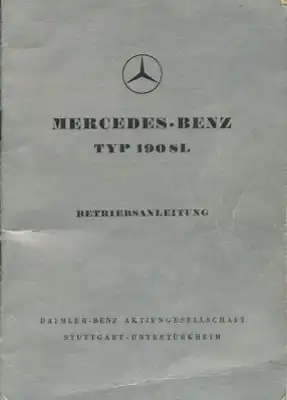 MERCEDES-BENZ
TYP 190 SL
BETRIEBSANLEITUNG
DAIMLER-BENZ AKTIENGESELLSCHAFT
STUTTGART-UNTERTÜRKHEIM